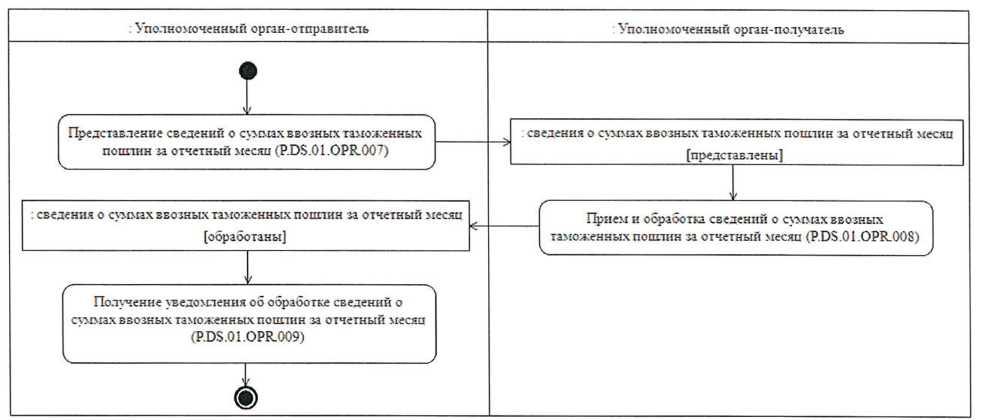 : Уполномоченный орган-отправитель
: Уполномоченный орган-получатель
Представление сведений о суммах ввозных таможенных
пошлин за отчетный месяц (P.DS.01.OPR.007)
: сведения о суммах ввозных таможенных пошлин за отчетный месяц
[представлены]
: сведения о суммах ввозных таможенных пошлин за отчетный месяц
[обработаны]
Прием и обработка сведений о суммах ввозных
таможенных пошлин за отчетный месяц (P.DS.01.OPR.008)
Получение уведомления об обработке сведений о
суммах ввозных таможенных пошлин за отчетный месяц
(P.DS.01.OPR.009)